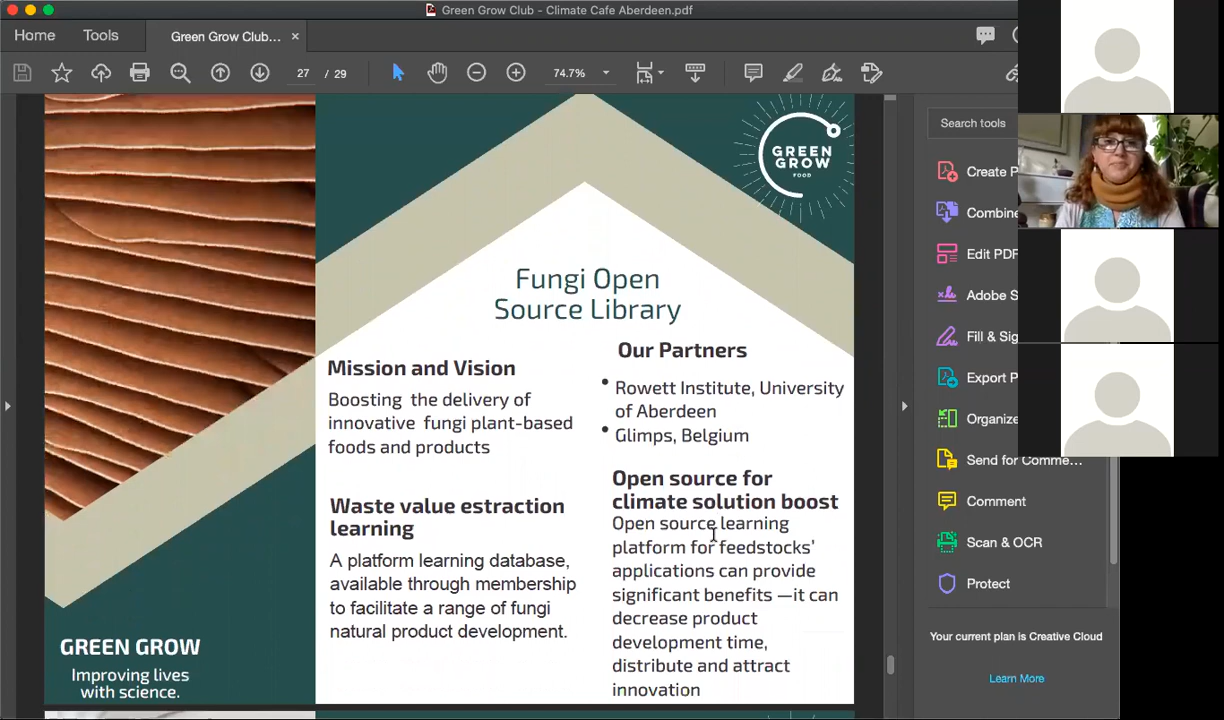 Green Grow Club - Climate Cafe Aberdeen.pdf
Home
Tools
Green Grow Club...
×
27 / 29
74.7%
Search tools
Create P
Combine
Edit PDF
Adobe S
Fill & Sig
Export P
Organize
Send for Comme...
Comment
Scan & OCR
Protect
Your current plan is Creative Cloud
Learn More
GREEN
GROW
FOOD
Fungi Open
Source Library
Mission and Vision
Boosting the delivery of
innovative fungi plant-based
foods and products
Waste value estraction
learning
A platform learning database,
available through membership
to facilitate a range of fungi
natural product development.
Our Partners
• Rowett Institute, University
of Aberdeen
• Glimps, Belgium
Open source for
climate solution boost
Open source learning
platform for feedstocks'
applications can provide
significant benefits —it can
decrease product
development time,
distribute and attract
innovation
GREEN GROW
Improving lives
with science.